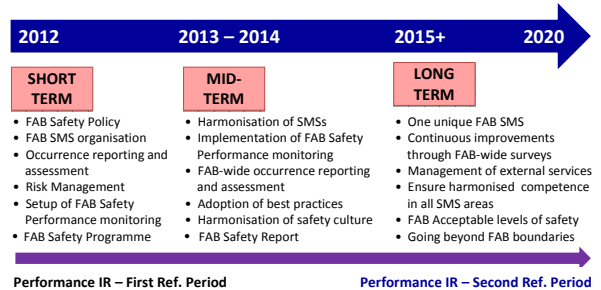 2012 2013 – 2014 2015+ 2020
SHORT
TERM
• FAB Safety Policy
• FAB SMS organisation
• Occurrence reporting and
assessment
• Risk Management
• Setup of FAB Safety
Performance monitoring
• FAB Safety Programme
MID-
TERM
• Harmonisation of SMSs
• Implementation of FAB Safety
Performance monitoring
• FAB-wide occurrence reporting
and assessment
• Adoption of best practices
• Harmonisation of safety culture
• FAB Safety Report
LONG
TERM
• One unique FAB SMS
• Continuous improvements
through FAB-wide surveys
• Management of external services
• Ensure harmonised competence
in all SMS areas
• FAB Acceptable levels of safety
• Going beyond FAB boundaries
Performance IR – First Ref. Period
Performance IR – Second Ref. Period